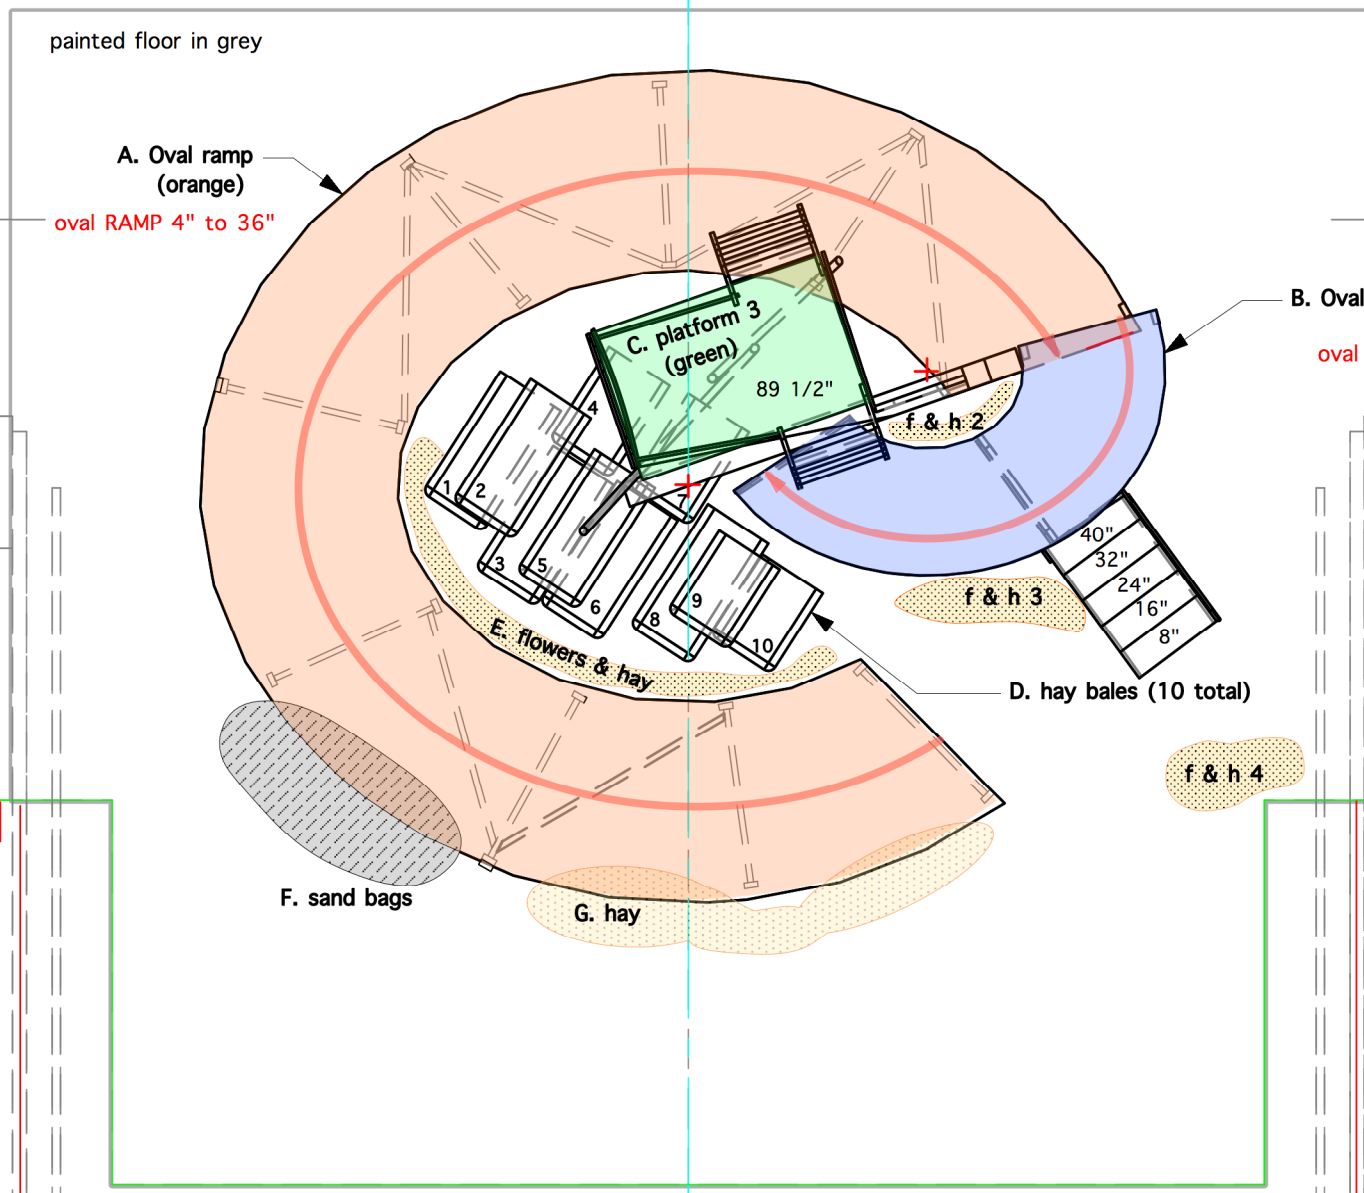 painted floor in grey
A. Oval ramp
(orange)
oval RAMP 4" to 36"
B. Oval
oval
C. platform 3
(green)
89 1/2"
f & h 2
4
1
2
7
3
5
6
8
9
10
40"
32"
24"
16"
8"
f & h 3
E. flowers & hay
D. hay bales (10 total)
f & h 4
F. sand bags
G. hay